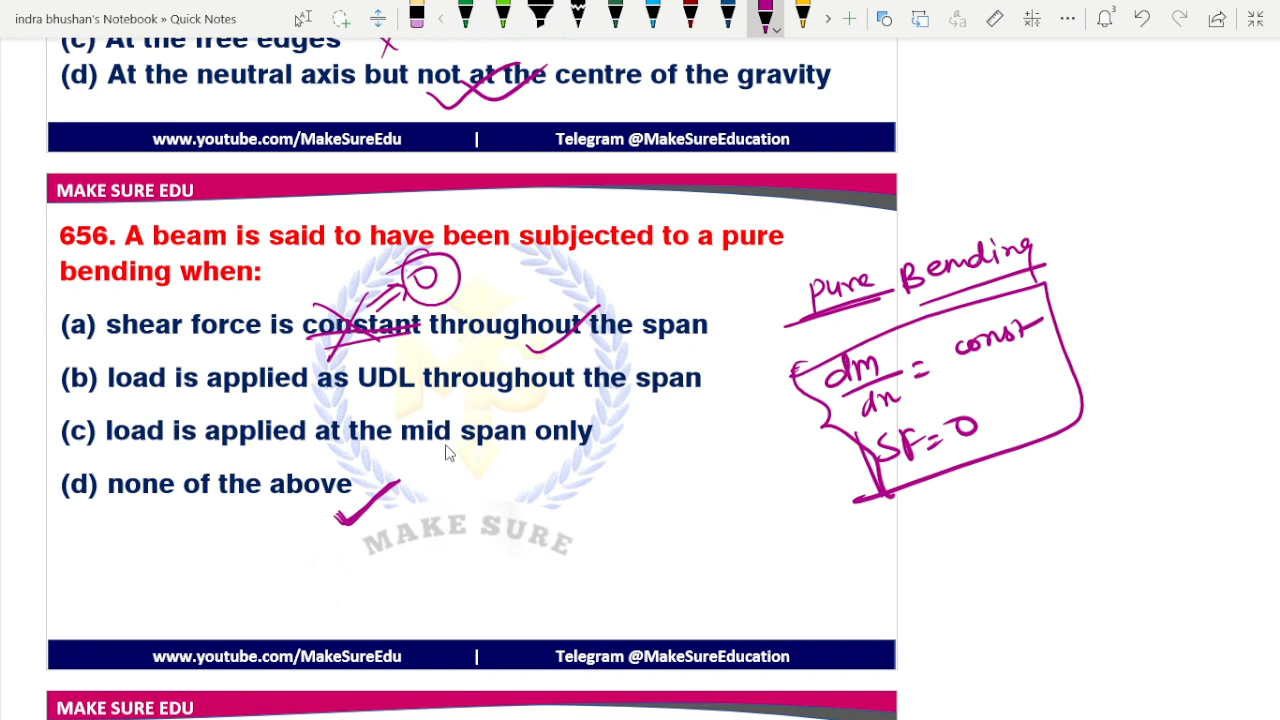 indra bhushan's Notebook » Quick Notes
3
(c) At the free edges
(d) At the neutral axis but not at the centre of the gravity
www.youtube.com/MakeSureEdu | Telegram @MakeSureEducation
MAKE SURE EDU
656. A beam is said to have been subjected to a pure
bending when:
0
(a) shear force is constant throughout the span
(b) load is applied as UDL throughout the span
(c) load is applied at the mid span only
(d) none of the above
MAKE SURE
Pure Bending
dm/dx = const
SF=0
www.youtube.com/MakeSureEdu | Telegram @MakeSureEducation
MAKE SURE EDU